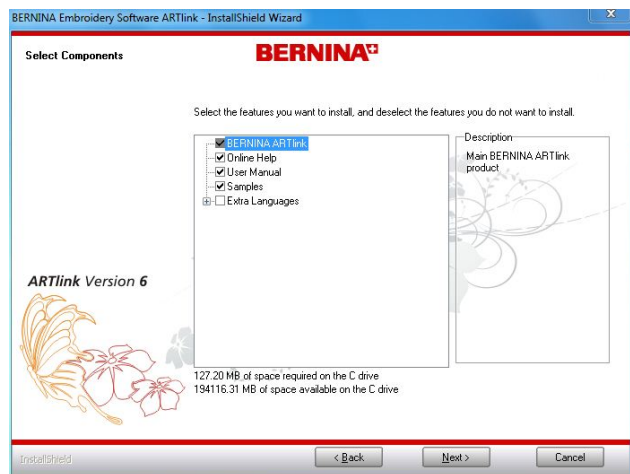 BERNINA Embroidery Software ARTlink - InstallShield Wizard
X
Select Components
BERNINA
Select the features you want to install, and deselect the features you do not want to install.
BERNINA ARTlink
Online Help
User Manual
Samples
Extra Languages
Description
Main BERNINA ARTlink
product
ARTlink Version 6
127.20 MB of space required on the C drive
194116.31 MB of space available on the C drive
InstallShield
< Back
Next >
Cancel